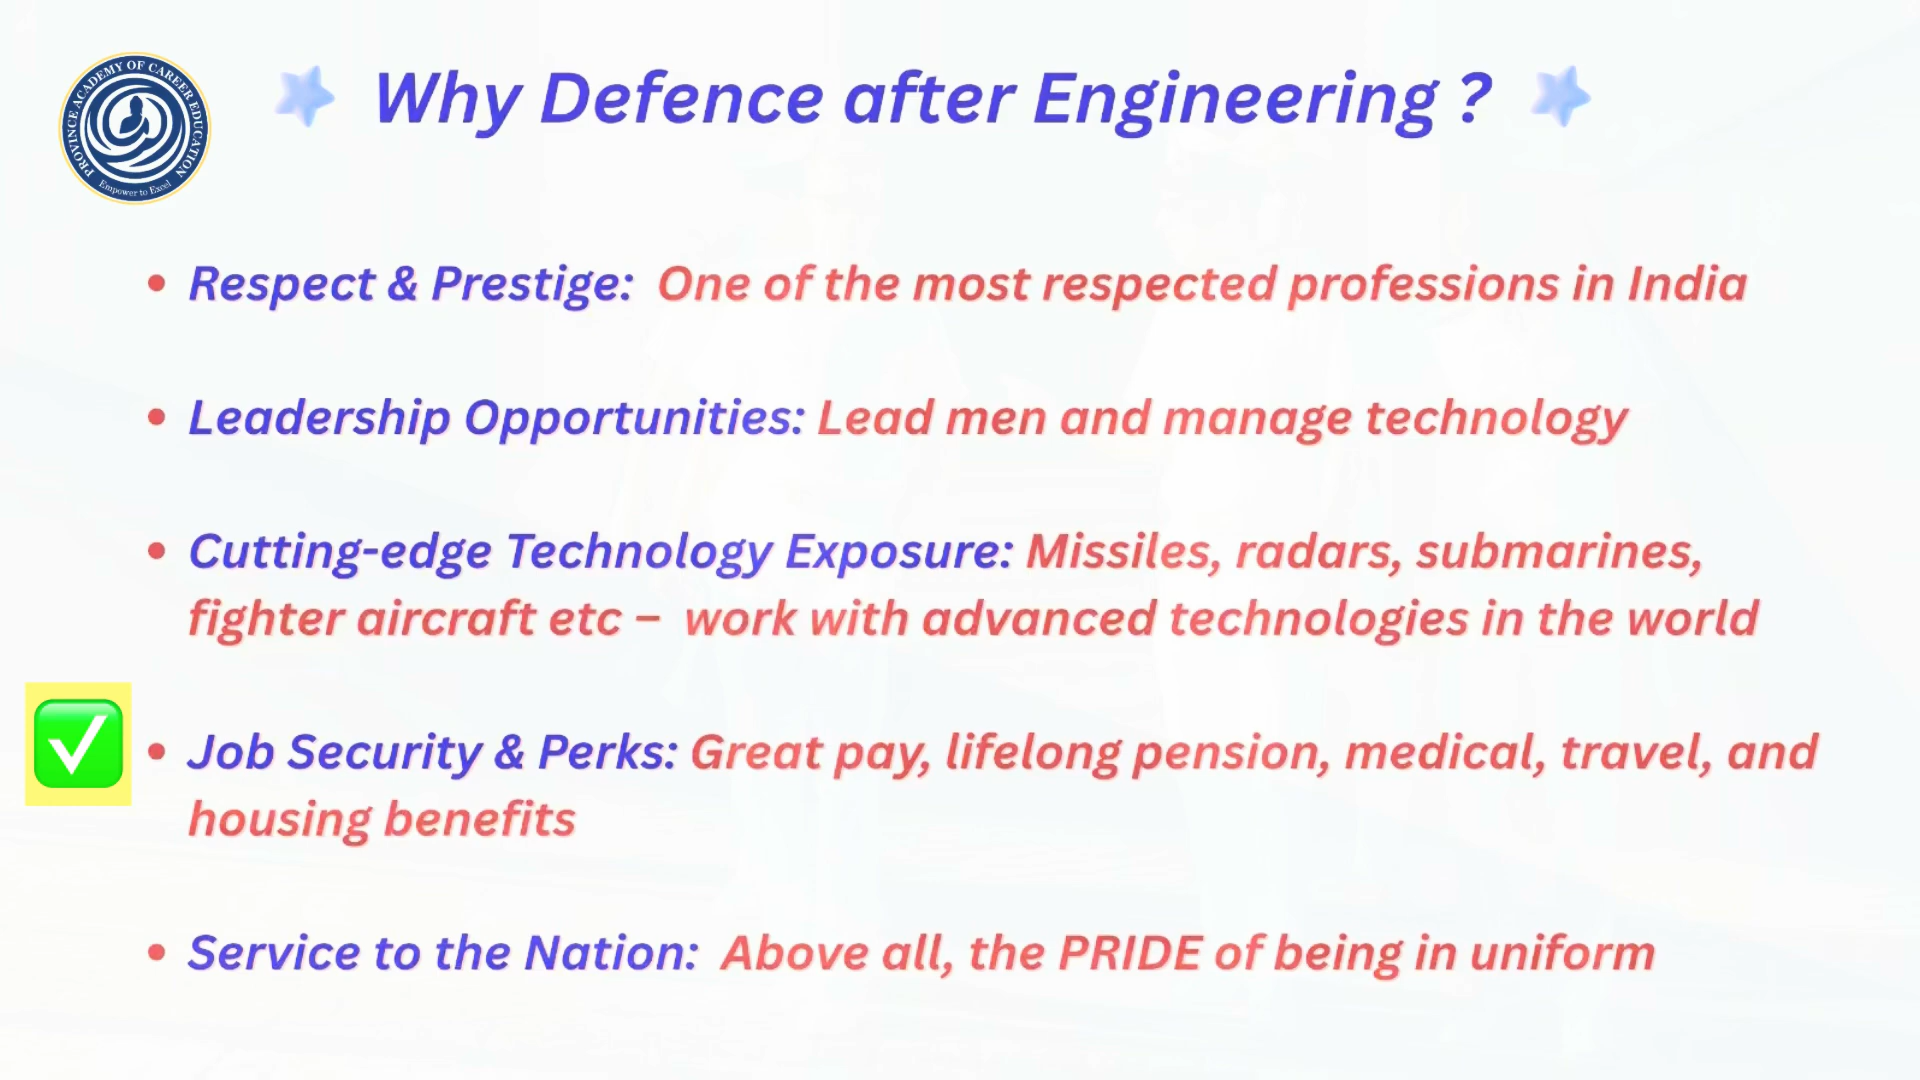 PROVINCE ACADEMY OF CAREER EDUCATION
Empower to Excel
Why Defence after Engineering ?
• Respect & Prestige: One of the most respected professions in India
• Leadership Opportunities: Lead men and manage technology
• Cutting-edge Technology Exposure: Missiles, radars, submarines,
fighter aircraft etc – work with advanced technologies in the world
• Job Security & Perks: Great pay, lifelong pension, medical, travel, and
housing benefits
• Service to the Nation: Above all, the PRIDE of being in uniform